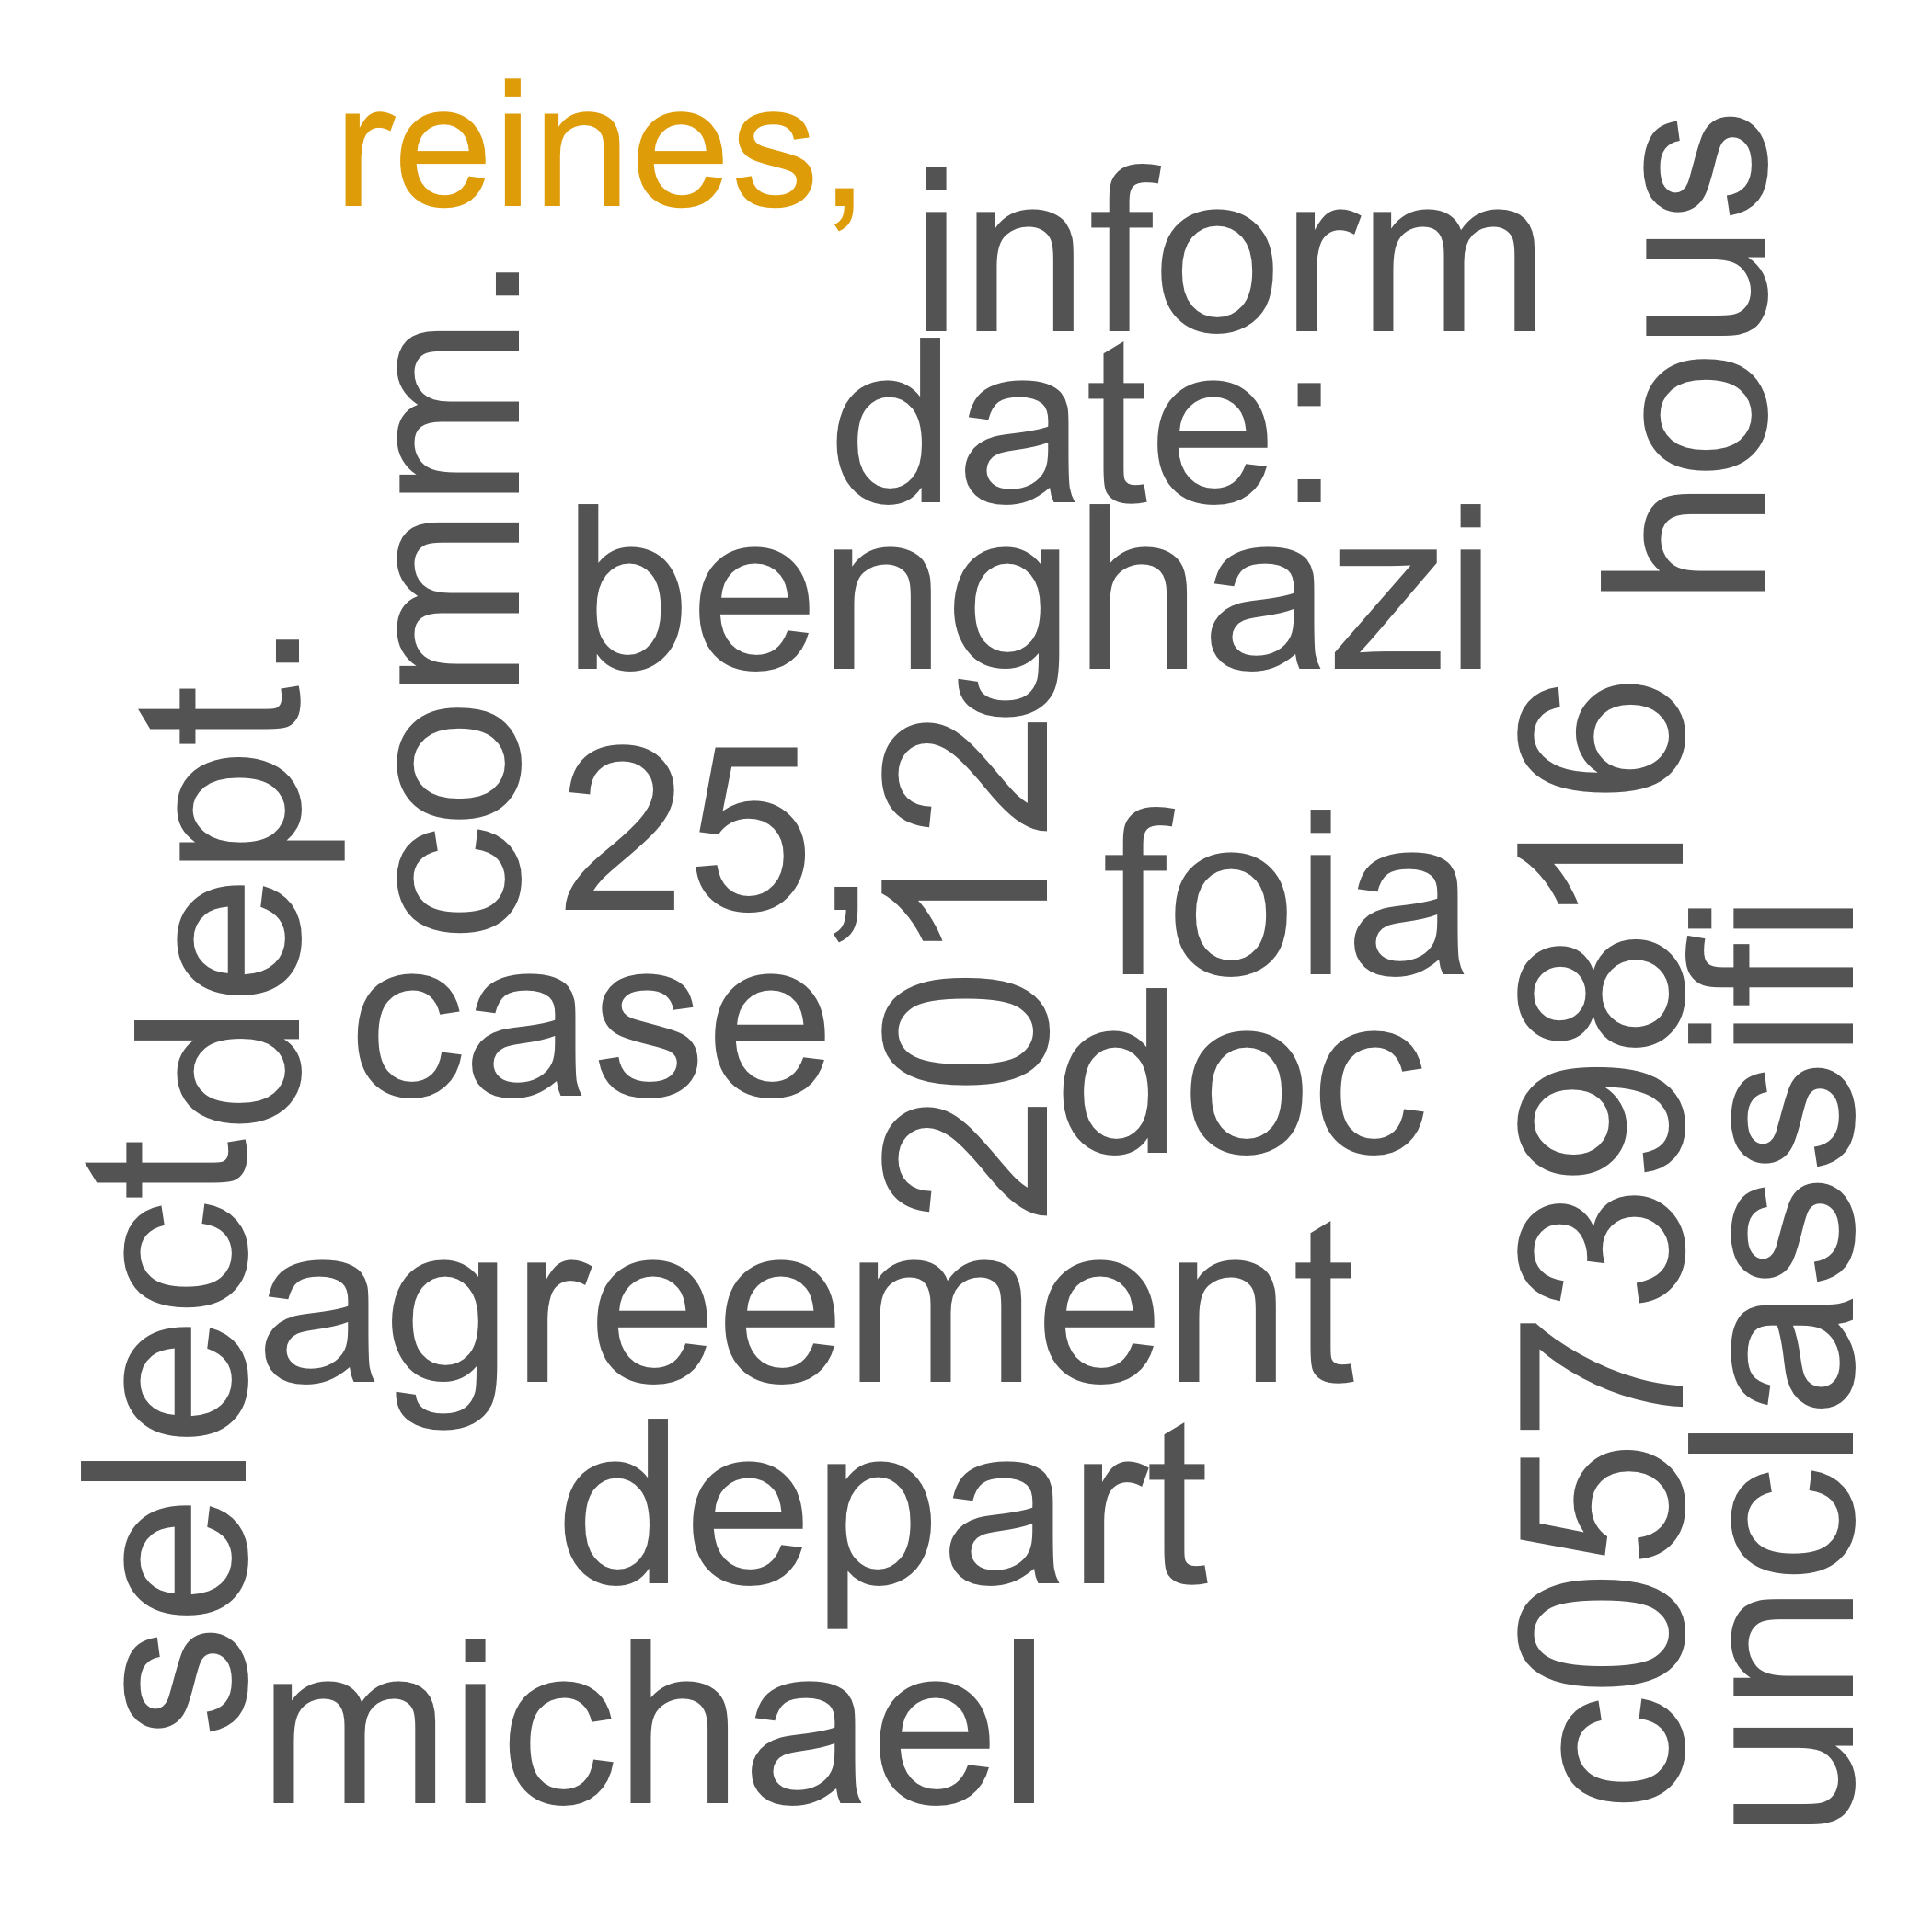 reines,
inform
hous
date:
comm.
benghazi
dept.
25,
2012
foia
c05739816
case
doc
unclassifi
select
agreement
depart
michael